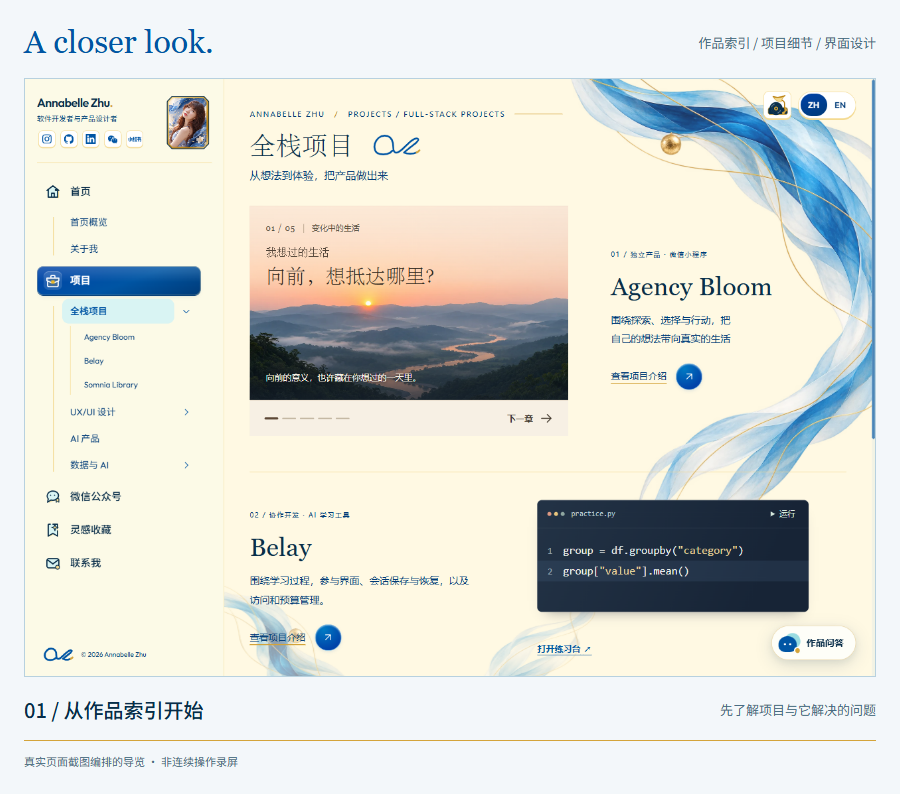 A closer look.
作品索引 / 项目细节 / 界面设计
Annabelle Zhu.
软件开发者与产品设计者
小红书
首页
首页概览
关于我
项目
全栈项目
Agency Bloom
Belay
Somnia Library
UX/UI 设计
AI 产品
数据与 AI
微信公众号
灵感收藏
联系我
© 2026 Annabelle Zhu
ANNABELLE ZHU / PROJECTS / FULL-STACK PROJECTS
ZH EN
全栈项目
从想法到体验，把产品做出来
01 / 05 | 变化中的生活
我想过的生活
向前，想抵达哪里?
向前的意义，也许藏在你想过的一天里。
下一章 →
01 / 独立产品 · 微信小程序
Agency Bloom
围绕探索、选择与行动，把
自己的想法带向真实的生活
查看项目介绍 ↗
02 / 协作开发 · AI 学习工具
Belay
围绕学习过程，参与界面、会话保存与恢复，以及
访问和预算管理。
查看项目介绍 ↗
practice.py
运行
1 group = df.groupby("category")
2 group["value"].mean()
打开练习台 ↗
作品问答
01 / 从作品索引开始
先了解项目与它解决的问题
真实页面截图编排的导览 · 非连续操作录屏